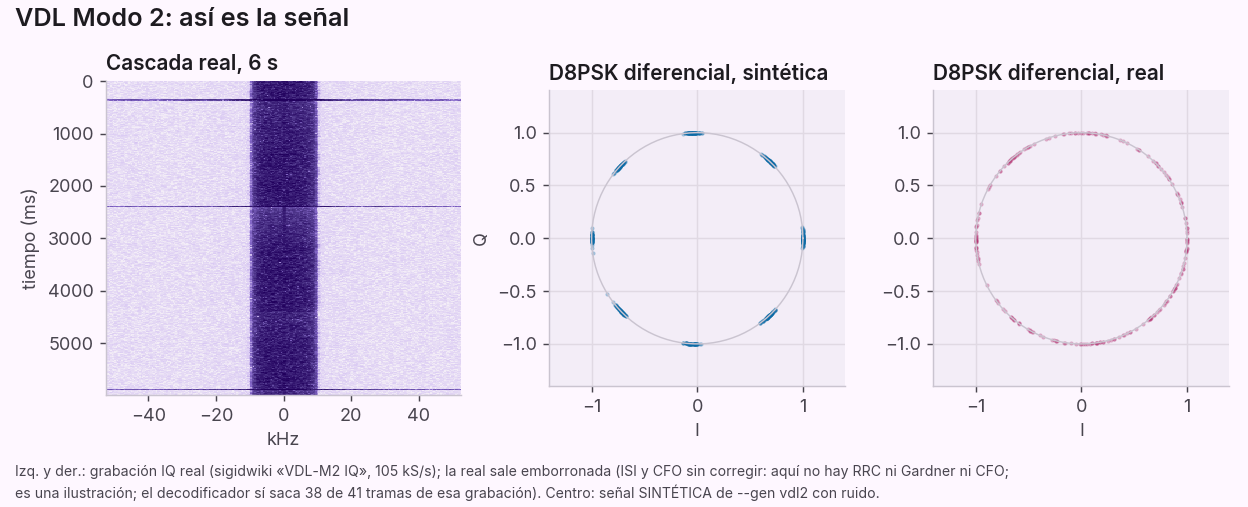 VDL Modo 2: así es la señal
Cascada real, 6 s
0
1000
2000
3000
4000
5000
tiempo (ms)
−40 −20 0 20 40
kHz
D8PSK diferencial, sintética
1.0
0.5
0.0
−0.5
−1.0
Q
−1 0 1
I
D8PSK diferencial, real
1.0
0.5
0.0
−0.5
−1.0
−1 0 1
I
Izq. y der.: grabación IQ real (sigidwiki «VDL-M2 IQ», 105 kS/s); la real sale emborronada (ISI y CFO sin corregir: aquí no hay RRC ni Gardner ni CFO;
es una ilustración; el decodificador sí saca 38 de 41 tramas de esa grabación). Centro: señal SINTÉTICA de --gen vdl2 con ruido.